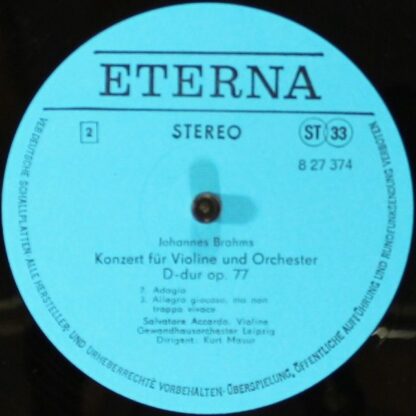 ETERNA
2
STEREO
ST 33
8 27 374
Johannes Brahms
Konzert für Violine und Orchester
D-dur op. 77
2. Adagio
3. Allegro giocoso, ma non
troppo vivace
Salvatore Accardo, Violine
Gewandhausorchester Leipzig
Dirigent: Kurt Masur
VEB DEUTSCHE SCHALLPLATTEN ALLE HERSTELLER- UND URHEBERRECHTE VORBEHALTEN · ÜBERSPIELUNG, ÖFFENTLICHE AUFFÜHRUNG UND RUNDFUNKSENDUNG VERBOTEN